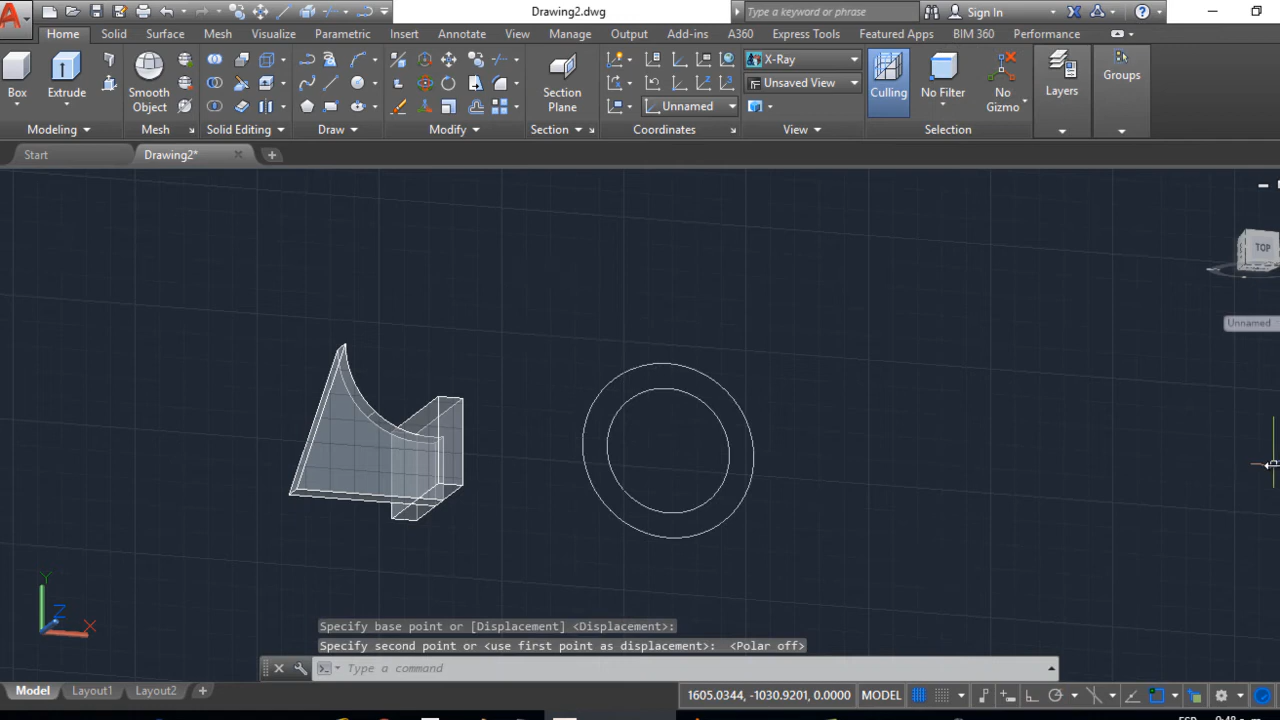 Drawing2.dwg
Type a keyword or phrase
Sign In
Home Solid Surface Mesh Visualize Parametric Insert Annotate View Manage Output Add-ins A360 Express Tools Featured Apps BIM 360 Performance
Box Extrude Smooth Object Section Plane X-Ray Unsaved View Unnamed Culling No Filter No Gizmo Layers Groups
Modeling Mesh Solid Editing Draw Modify Section Coordinates View Selection
Start Drawing2*
TOP
Unnamed
Y
Z
X
Specify base point or [Displacement] <Displacement>:
Specify second point or <use first point as displacement>: <Polar off>
Type a command
Model Layout1 Layout2
1605.0344, -1030.9201, 0.0000 MODEL